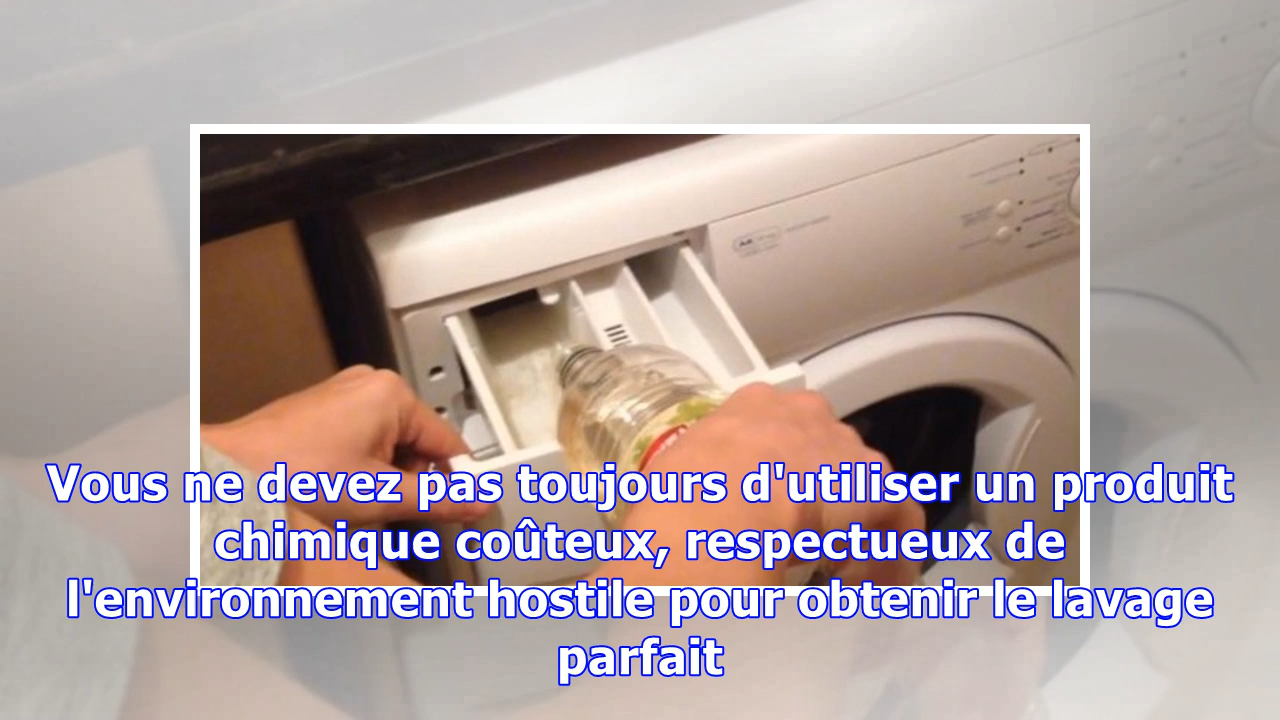 Vous ne devez pas toujours d'utiliser un produit
chimique coûteux, respectueux de
l'environnement hostile pour obtenir le lavage
parfait